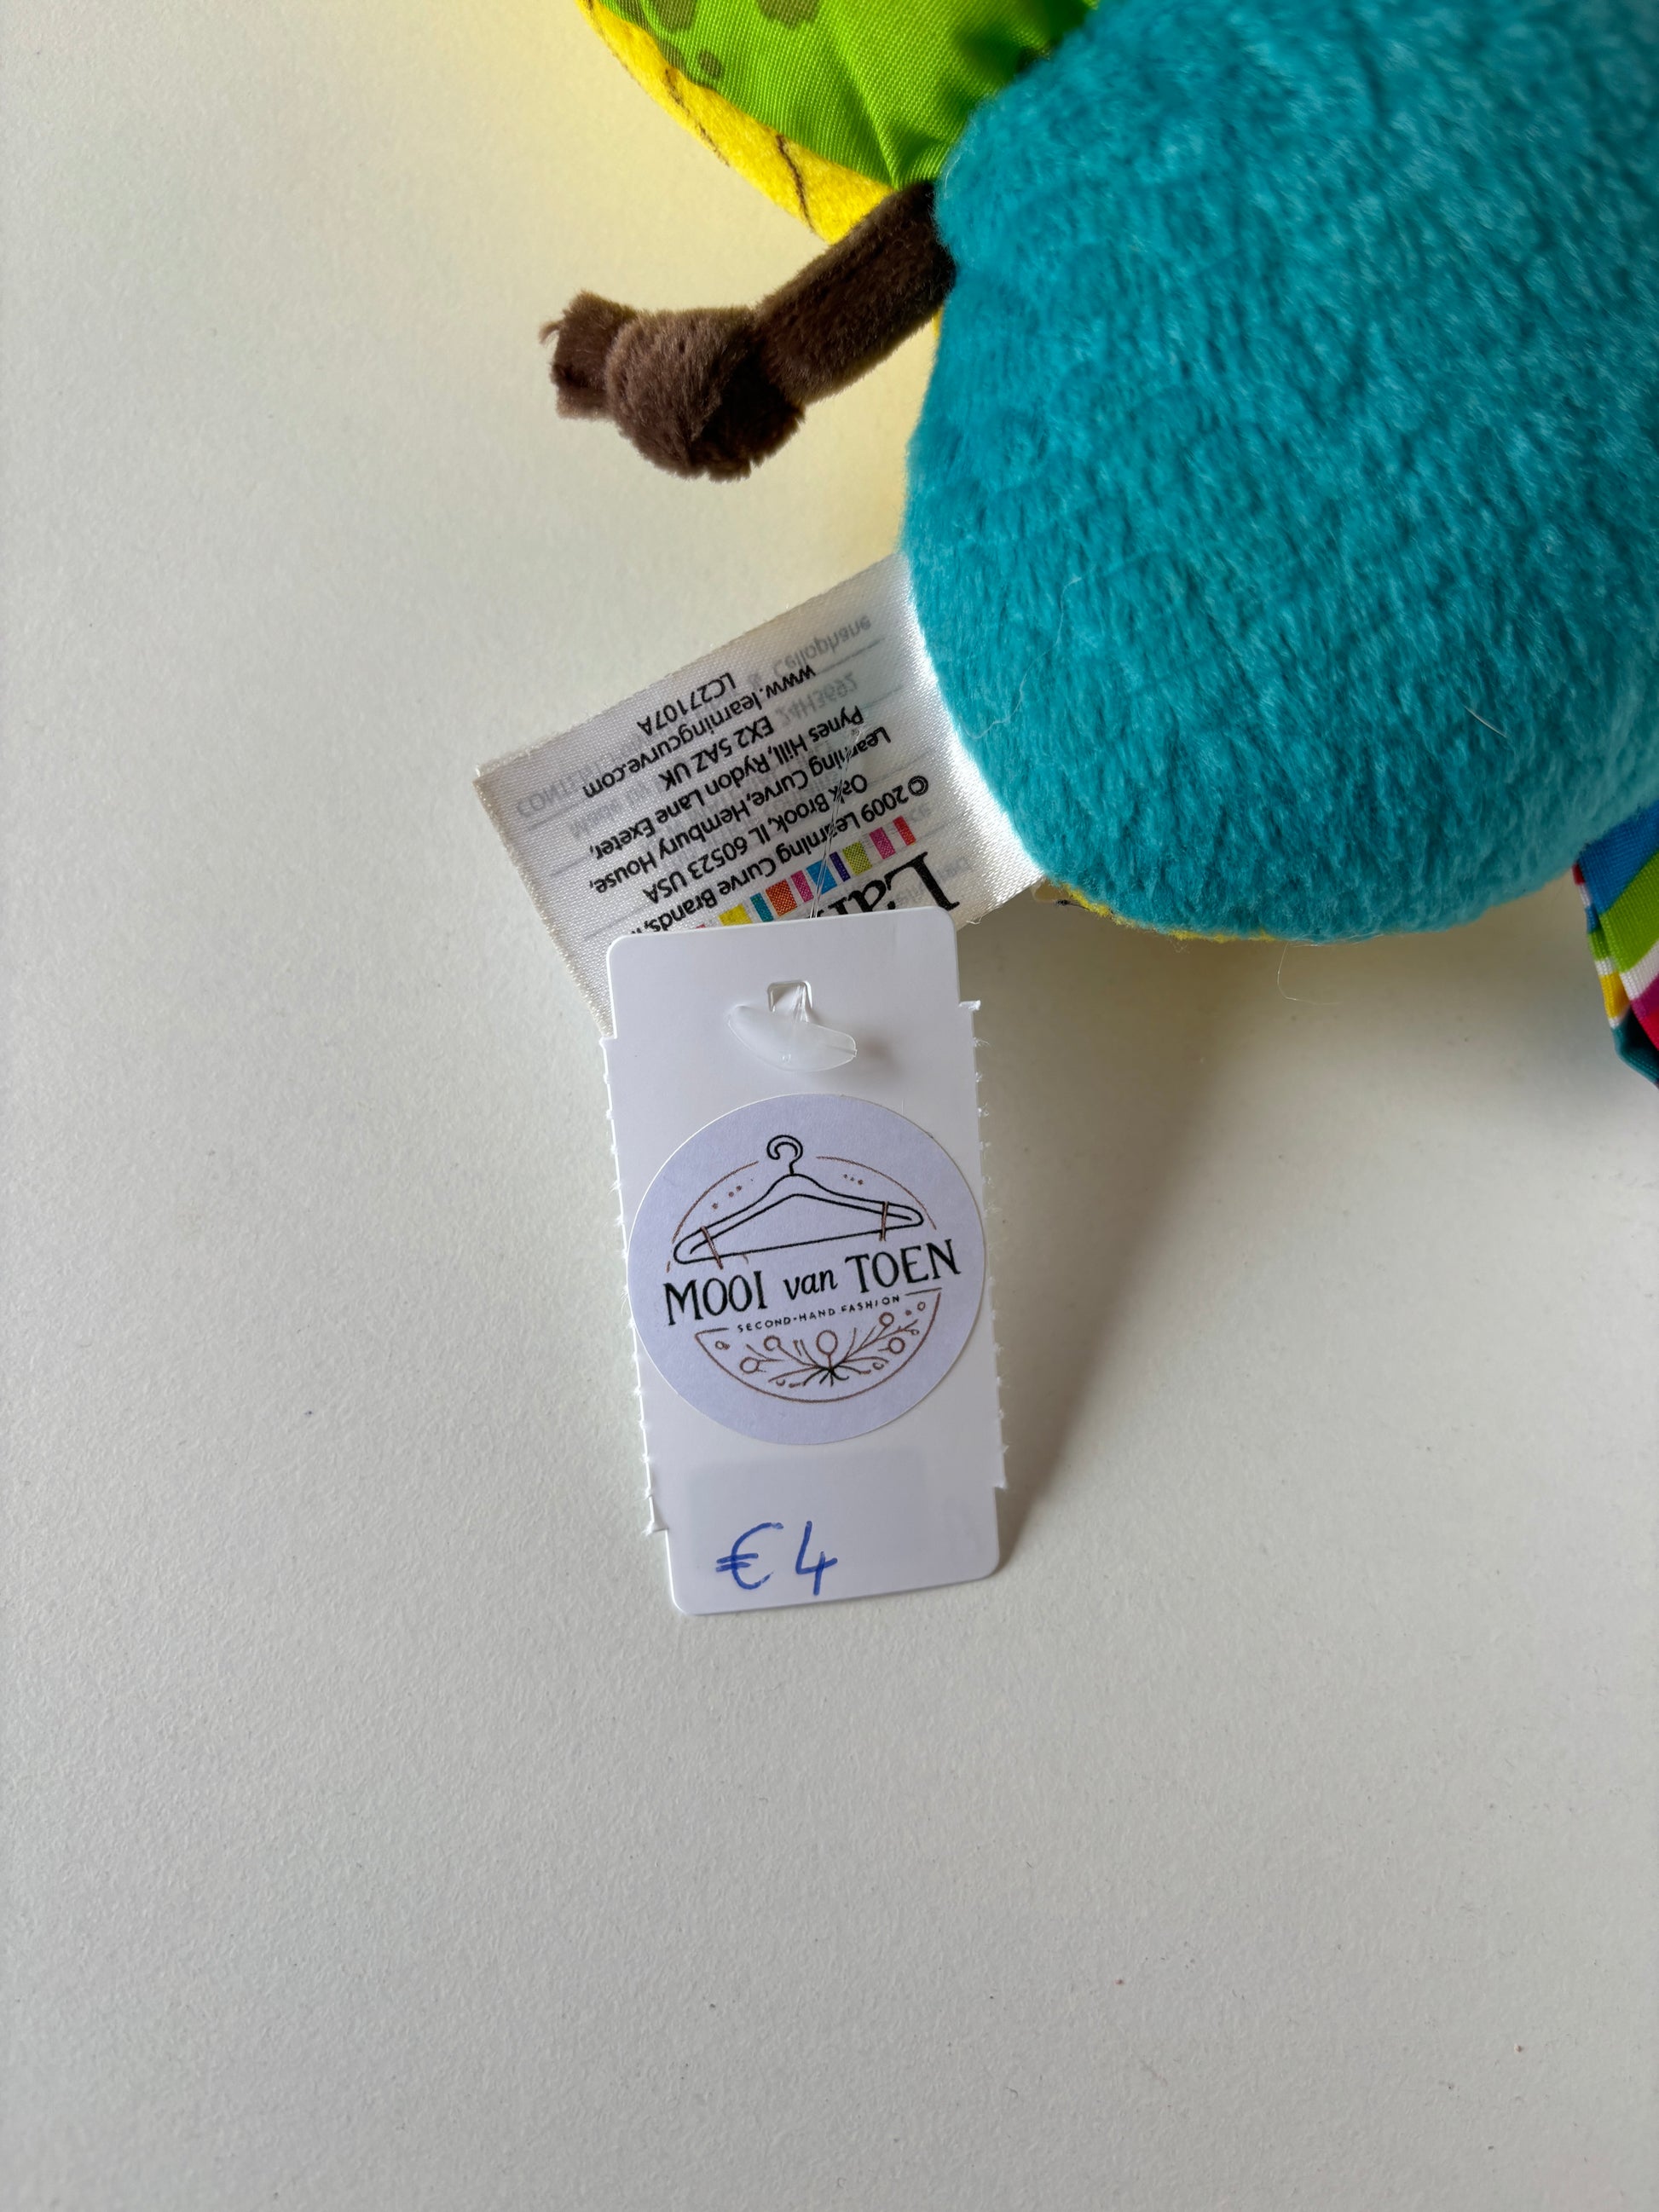 La
©2009 Learning Curve Brands,
Oak Brook, IL 60523 USA
Learning Curve, Hembury House,
Pynes Hill, Rydon Lane Exeter,
EX2 5AZ UK
www.learningcurve.com
LC27107A
MOOI van TOEN
SECOND-HAND FASHION
€4